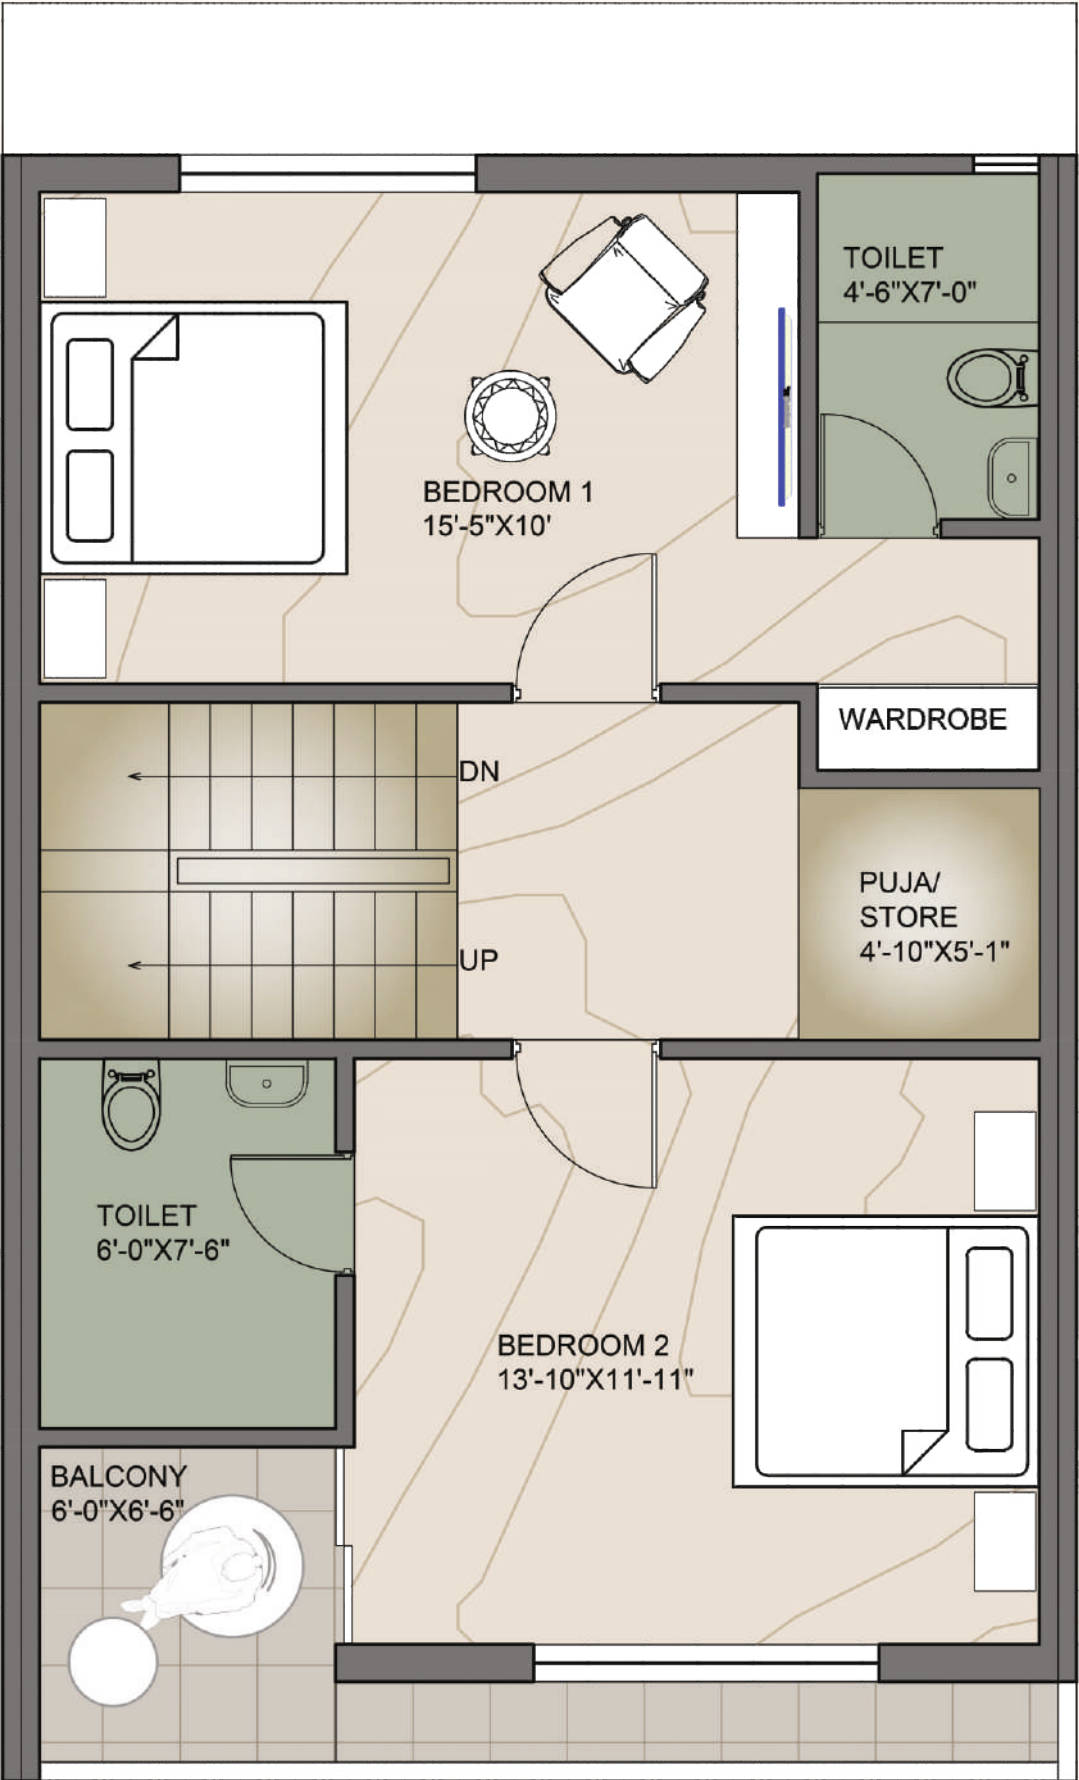 TOILET
4'-6"X7'-0"
BEDROOM 1
15'-5"X10'
WARDROBE
DN
PUJA/
STORE
4'-10"X5'-1"
UP
TOILET
6'-0"X7'-6"
BEDROOM 2
13'-10"X11'-11"
BALCONY
6'-0"X6'-6"